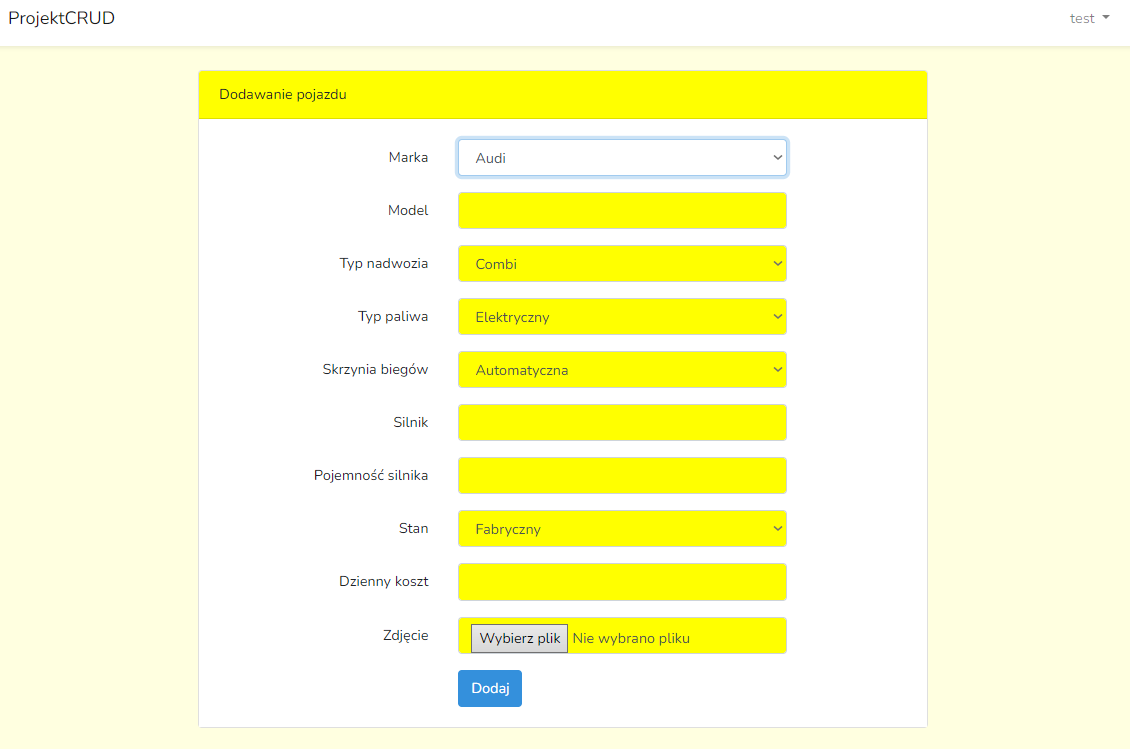 ProjektCRUD test
Dodawanie pojazdu
Marka Audi
Model
Typ nadwozia Combi
Typ paliwa Elektryczny
Skrzynia biegów Automatyczna
Silnik
Pojemność silnika
Stan Fabryczny
Dzienny koszt
Zdjęcie Wybierz plik Nie wybrano pliku
Dodaj